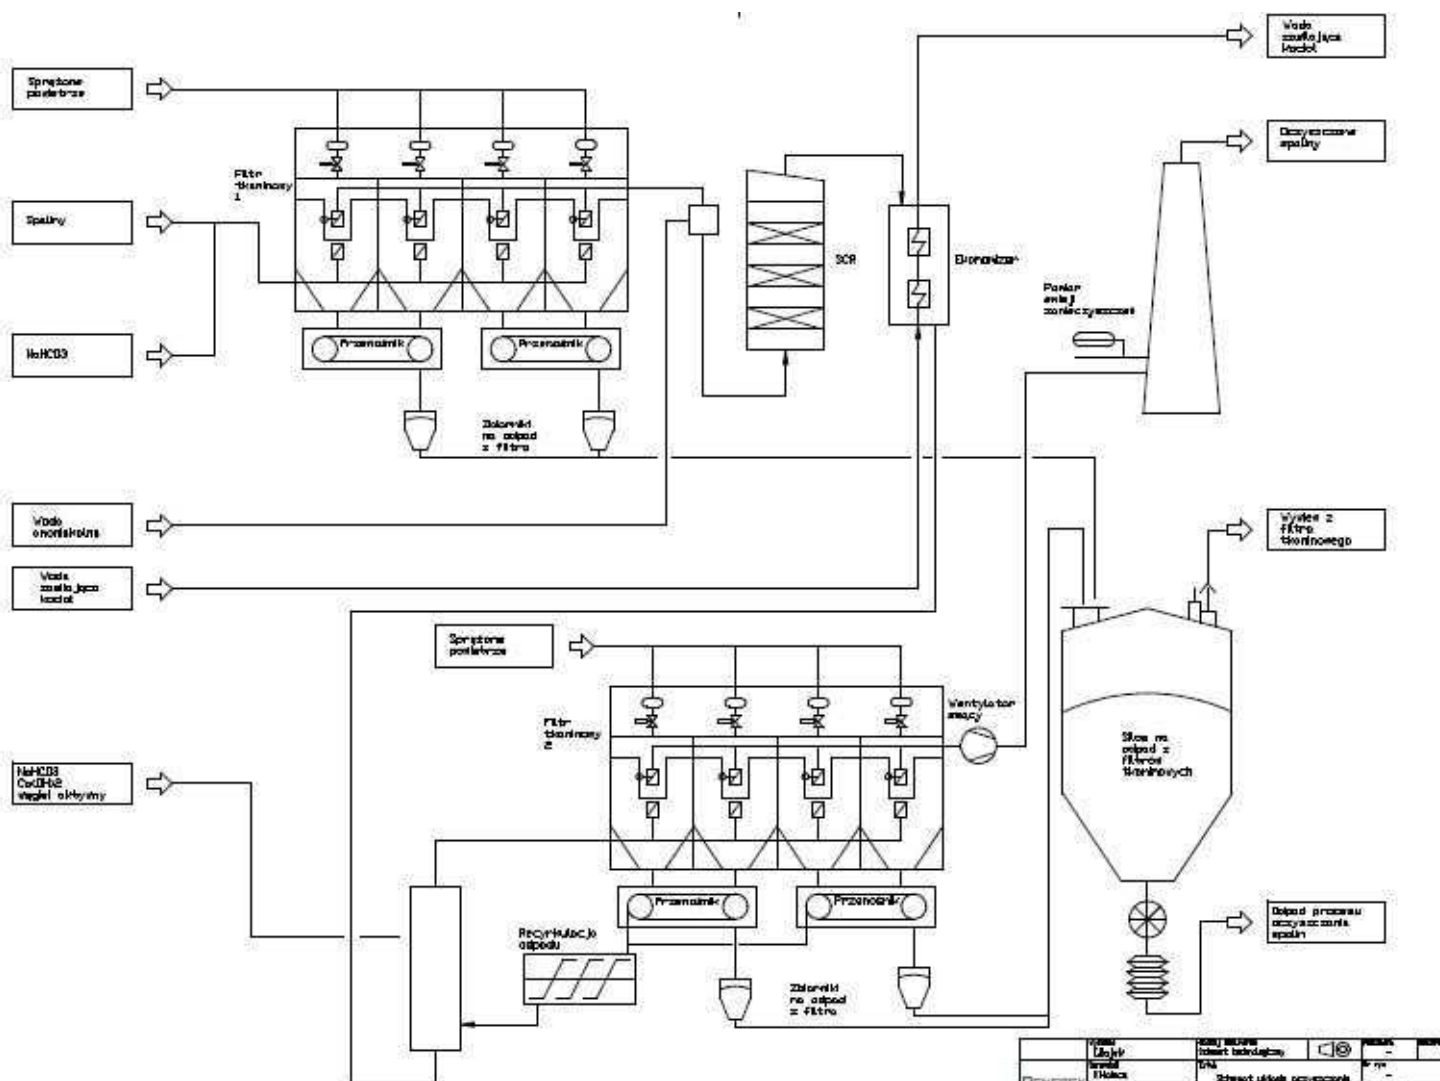 Woda
zasilająca
kocioł
Sprężone
powietrze
Oczyszczone
spaliny
Filtr
tkaninowy
1
Spaliny
SCR
Ekonomizer
Pomiar
emisji
zanieczyszczeń
NaHCO3
Przenośnik
Przenośnik
Zbiorniki
na odpad
z filtra
Woda
amoniakalna
Wyziew z
filtra
tkaninowego
Woda
zasilająca
kocioł
Sprężone
powietrze
Filtr
tkaninowy
2
Wentylator
ssący
Silos na
odpad z
filtrów
tkaninowych
NaHCO3
Ca(OH)2
węgiel aktywny
Przenośnik
Przenośnik
Recyrkulacja
odpadu
Odpad procesu
oczyszczania
spalin
Zbiorniki
na odpad
z filtra